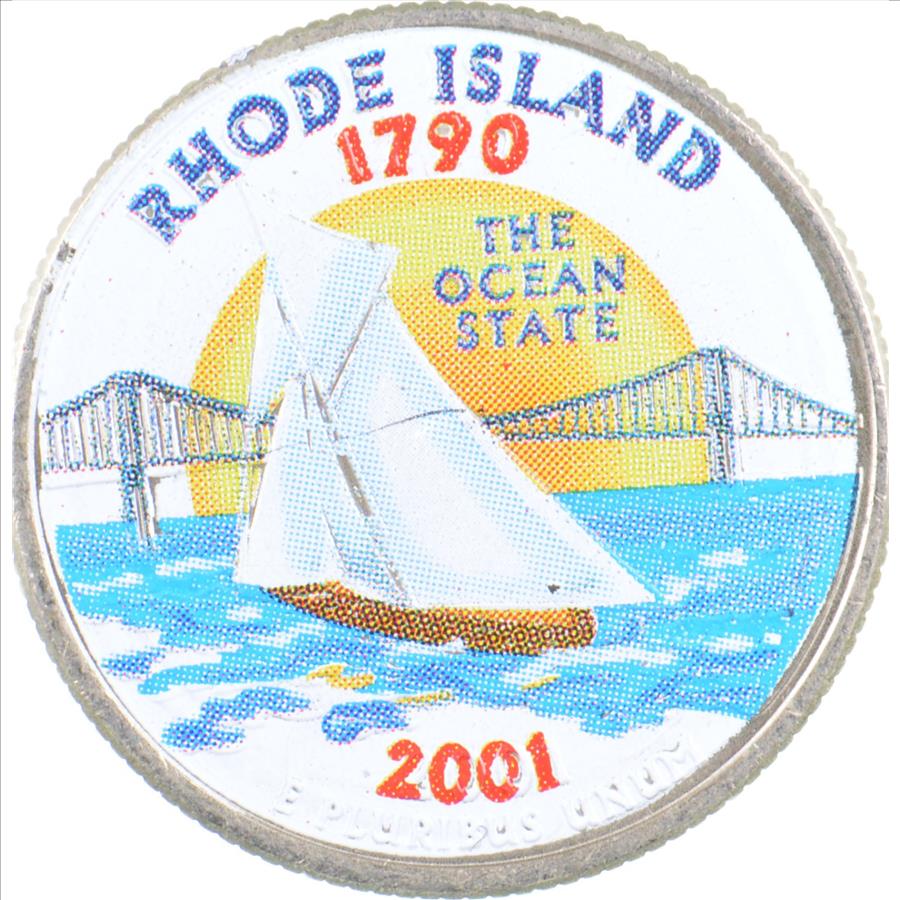 RHODE ISLAND
1790
THE
OCEAN
STATE
2001
E PLURIBUS UNUM